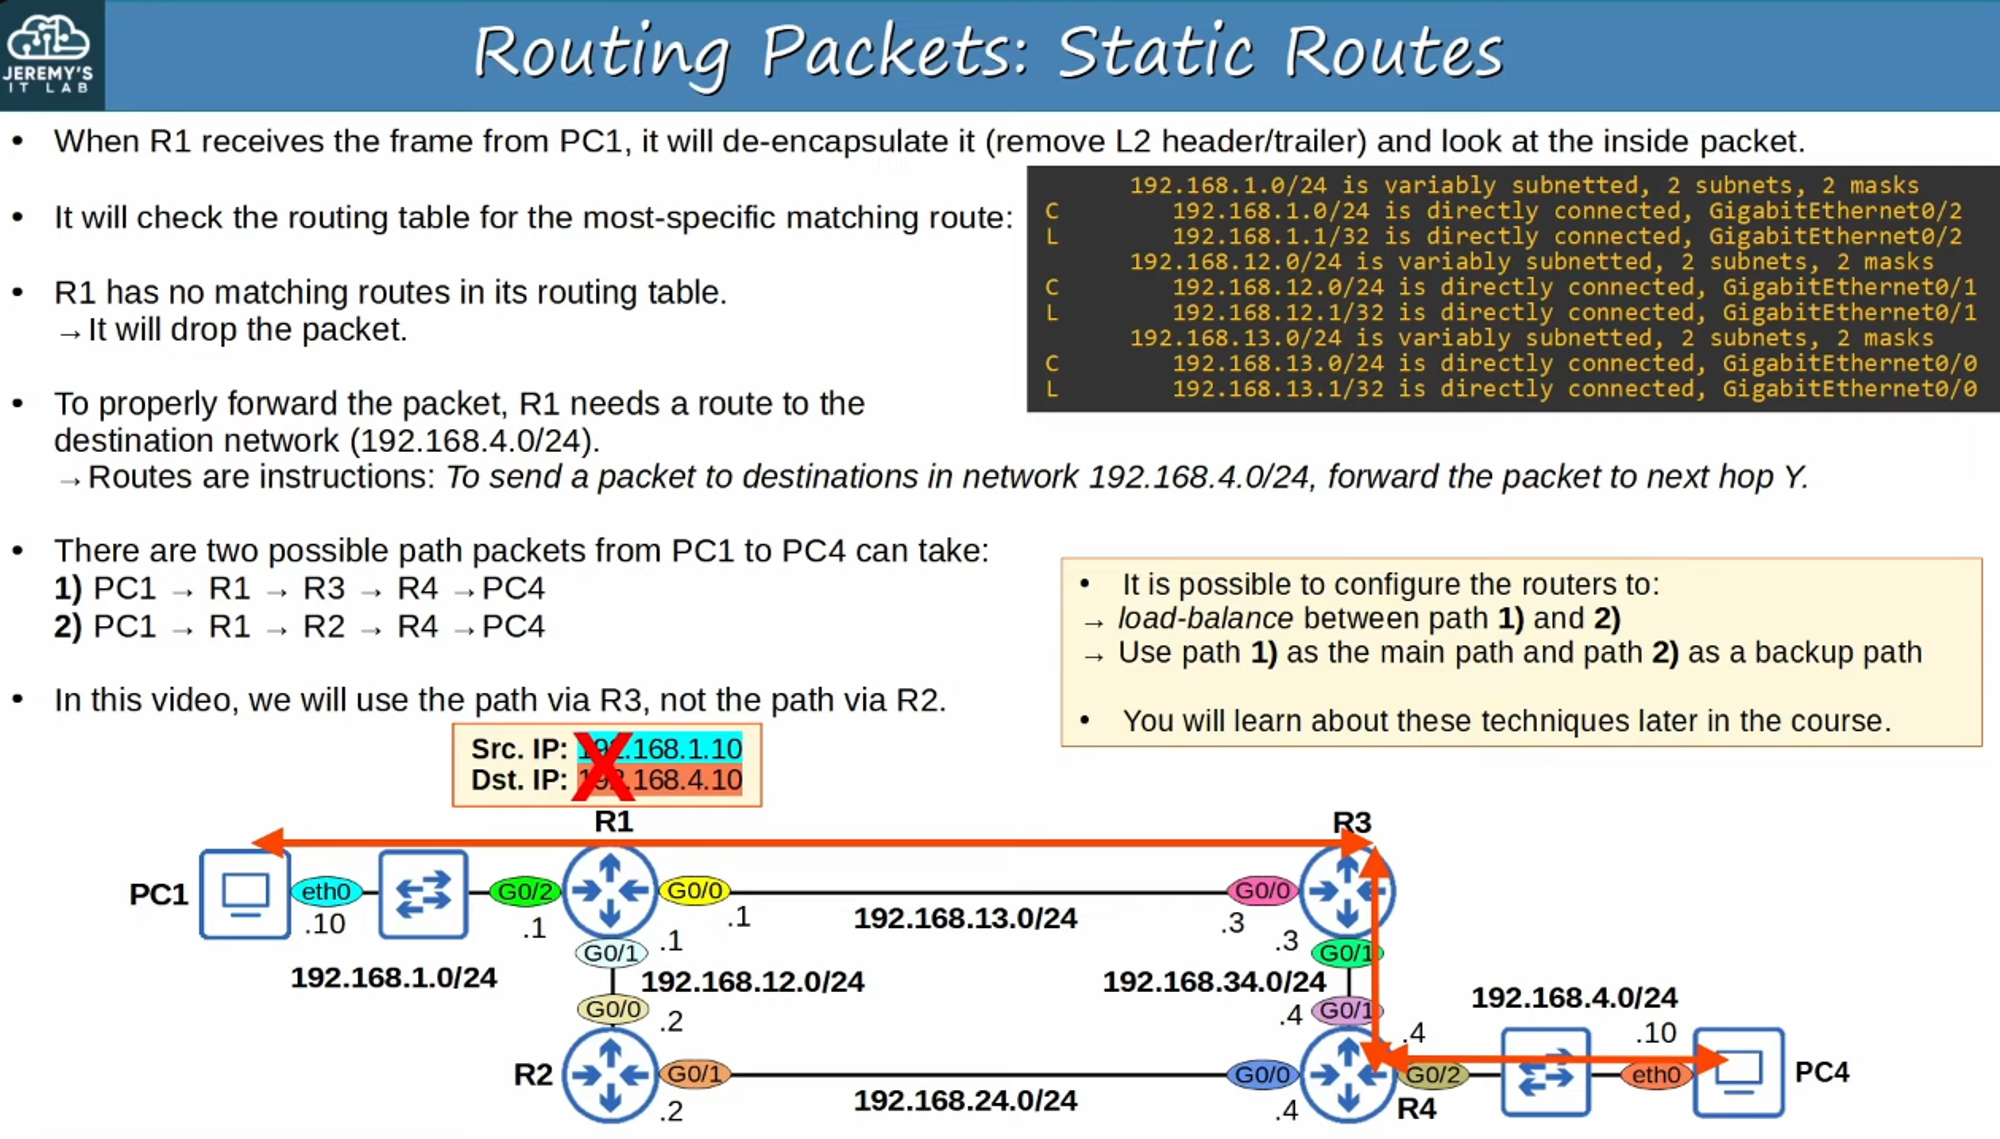 JEREMY'S
IT LAB
Routing Packets: Static Routes
• When R1 receives the frame from PC1, it will de-encapsulate it (remove L2 header/trailer) and look at the inside packet.
• It will check the routing table for the most-specific matching route:
192.168.1.0/24 is variably subnetted, 2 subnets, 2 masks
C 192.168.1.0/24 is directly connected, GigabitEthernet0/2
L 192.168.1.1/32 is directly connected, GigabitEthernet0/2
192.168.12.0/24 is variably subnetted, 2 subnets, 2 masks
C 192.168.12.0/24 is directly connected, GigabitEthernet0/1
L 192.168.12.1/32 is directly connected, GigabitEthernet0/1
192.168.13.0/24 is variably subnetted, 2 subnets, 2 masks
C 192.168.13.0/24 is directly connected, GigabitEthernet0/0
L 192.168.13.1/32 is directly connected, GigabitEthernet0/0
• R1 has no matching routes in its routing table.
→It will drop the packet.
• To properly forward the packet, R1 needs a route to the
destination network (192.168.4.0/24).
→Routes are instructions: To send a packet to destinations in network 192.168.4.0/24, forward the packet to next hop Y.
• There are two possible path packets from PC1 to PC4 can take:
1) PC1 → R1 → R3 → R4 →PC4
2) PC1 → R1 → R2 → R4 →PC4
• In this video, we will use the path via R3, not the path via R2.
• It is possible to configure the routers to:
→ load-balance between path 1) and 2)
→ Use path 1) as the main path and path 2) as a backup path
• You will learn about these techniques later in the course.
Src. IP: 192.168.1.10
Dst. IP: 192.168.4.10
X
R1
R3
PC1
eth0
G0/2
G0/0
G0/0
.10
.1
.1
192.168.13.0/24
.3
.1
.3
G0/1
G0/1
192.168.1.0/24
192.168.12.0/24
192.168.34.0/24
192.168.4.0/24
G0/0
G0/1
.2
.4
.4
.10
R2
G0/1
G0/0
G0/2
eth0
PC4
192.168.24.0/24
.2
.4
R4